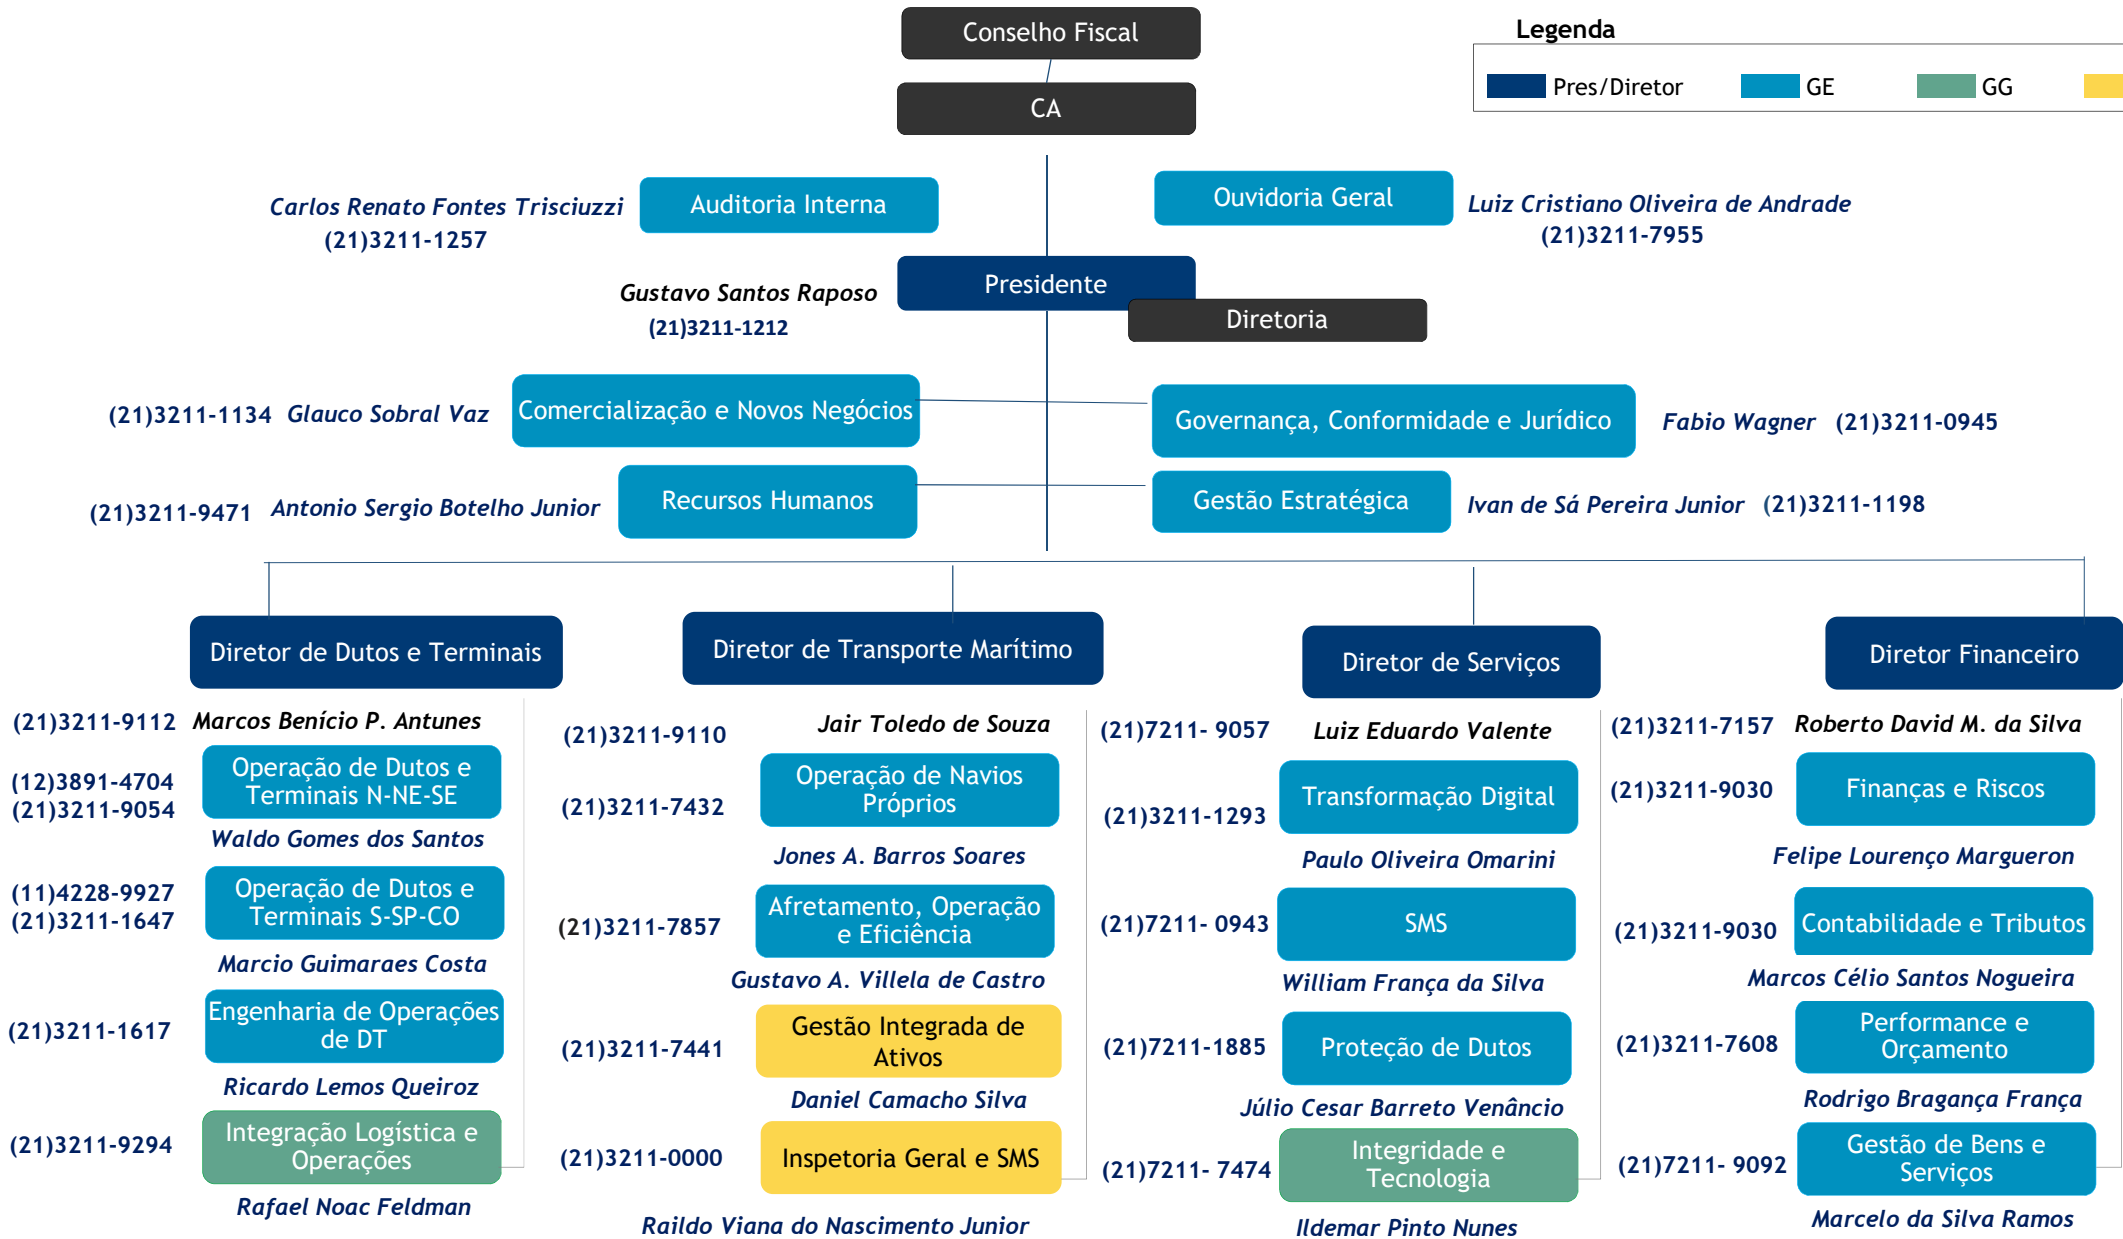 Conselho Fiscal
Legenda
Pres/Diretor
GE
GG
CA
Carlos Renato Fontes Trisciuzzi
(21)3211-1257
Auditoria Interna
Ouvidoria Geral
Luiz Cristiano Oliveira de Andrade
(21)3211-7955
Gustavo Santos Raposo
(21)3211-1212
Presidente
Diretoria
(21)3211-1134 Glauco Sobral Vaz
Comercialização e Novos Negócios
Governança, Conformidade e Jurídico
Fabio Wagner (21)3211-0945
(21)3211-9471 Antonio Sergio Botelho Junior
Recursos Humanos
Gestão Estratégica
Ivan de Sá Pereira Junior (21)3211-1198
Diretor de Dutos e Terminais
(21)3211-9112 Marcos Benício P. Antunes
(12)3891-4704
(21)3211-9054
Operação de Dutos e
Terminais N-NE-SE
Waldo Gomes dos Santos
(11)4228-9927
(21)3211-1647
Operação de Dutos e
Terminais S-SP-CO
Marcio Guimaraes Costa
(21)3211-1617
Engenharia de Operações
de DT
Ricardo Lemos Queiroz
(21)3211-9294
Integração Logística e
Operações
Rafael Noac Feldman
Diretor de Transporte Marítimo
(21)3211-9110
Jair Toledo de Souza
(21)3211-7432
Operação de Navios
Próprios
Jones A. Barros Soares
(21)3211-7857
Afretamento, Operação
e Eficiência
Gustavo A. Villela de Castro
(21)3211-7441
Gestão Integrada de
Ativos
Daniel Camacho Silva
(21)3211-0000
Inspetoria Geral e SMS
Raildo Viana do Nascimento Junior
Diretor de Serviços
(21)7211- 9057
Luiz Eduardo Valente
(21)3211-1293
Transformação Digital
Paulo Oliveira Omarini
(21)7211- 0943
SMS
William França da Silva
(21)7211-1885
Proteção de Dutos
Júlio Cesar Barreto Venâncio
(21)7211- 7474
Integridade e
Tecnologia
Ildemar Pinto Nunes
Diretor Financeiro
(21)3211-7157
Roberto David M. da Silva
(21)3211-9030
Finanças e Riscos
Felipe Lourenço Margueron
(21)3211-9030
Contabilidade e Tributos
Marcos Célio Santos Nogueira
(21)3211-7608
Performance e
Orçamento
Rodrigo Bragança França
(21)7211- 9092
Gestão de Bens e
Serviços
Marcelo da Silva Ramos